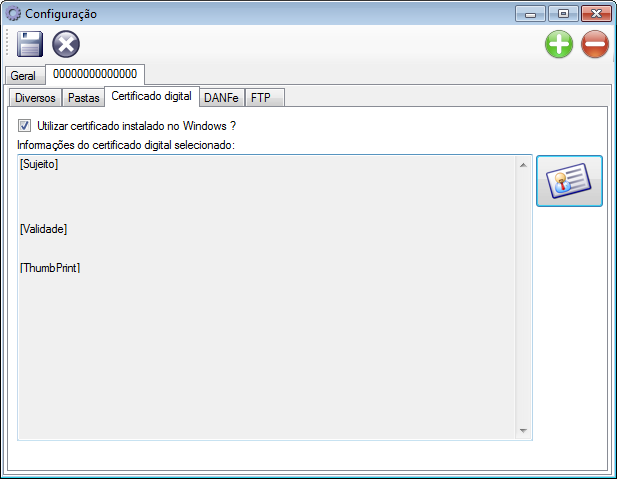 Configuração
Geral 00000000000000
Diversos Pastas Certificado digital DANFe FTP
Utilizar certificado instalado no Windows ?
Informações do certificado digital selecionado:
[Sujeito]
[Validade]
[ThumbPrint]